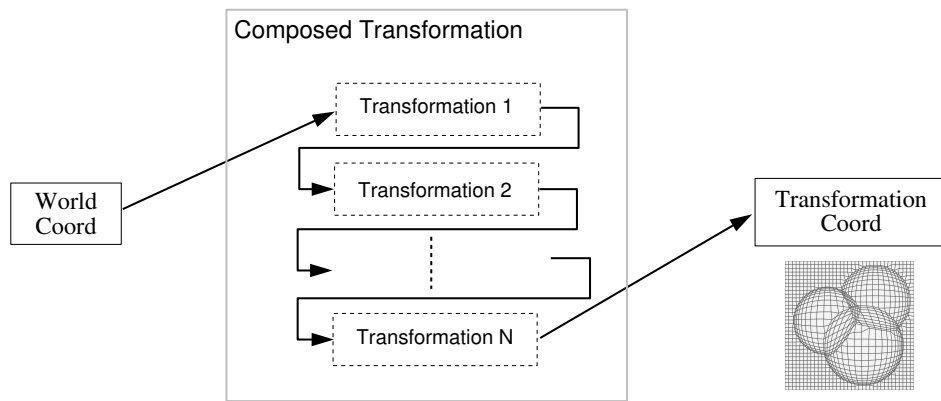 Composed Transformation
Transformation 1
Transformation 2
Transformation N
World
Coord
Transformation
Coord